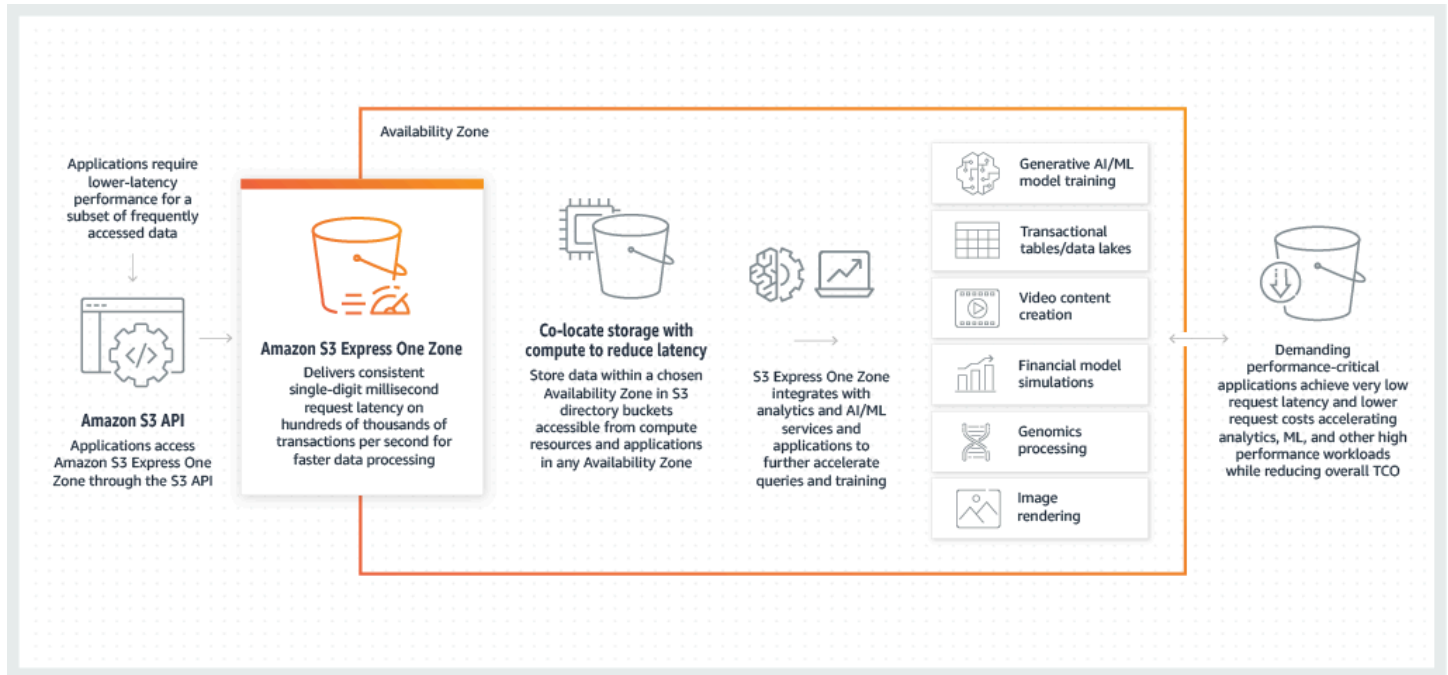 Availability Zone
Applications require
lower-latency
performance for a
subset of frequently
accessed data
Amazon S3 API
Applications access
Amazon S3 Express One
Zone through the S3 API
Amazon S3 Express One Zone
Delivers consistent
single-digit millisecond
request latency on
hundreds of thousands of
transactions per second for
faster data processing
Co-locate storage with
compute to reduce latency
Store data within a chosen
Availability Zone in S3
directory buckets
accessible from compute
resources and applications
in any Availability Zone
S3 Express One Zone
integrates with
analytics and AI/ML
services and
applications to
further accelerate
queries and training
Generative AI/ML
model training
Transactional
tables/data lakes
Video content
creation
Financial model
simulations
Genomics
processing
Image
rendering
Demanding
performance-critical
applications achieve very low
request latency and lower
request costs accelerating
analytics, ML, and other high
performance workloads
while reducing overall TCO